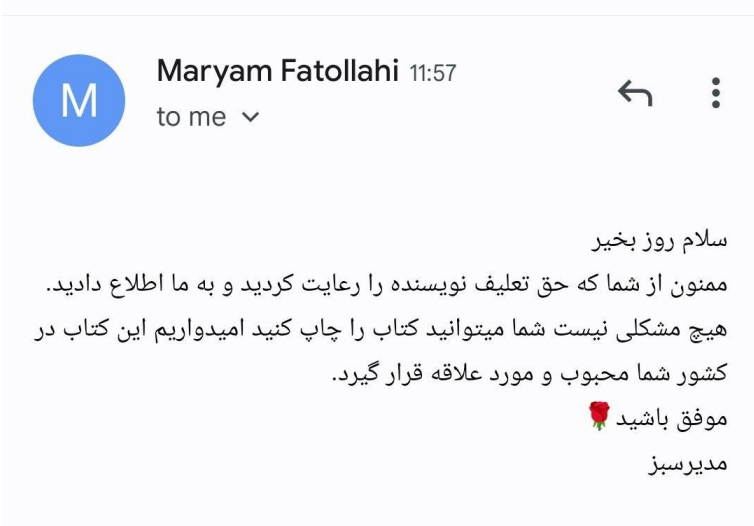 M
Maryam Fatollahi 11:57
to me
سلام روز بخیر
ممنون از شما که حق تعلیف نویسنده را رعایت کردید و به ما اطلاع دادید.
هیچ مشکلی نیست شما میتوانید کتاب را چاپ کنید امیدواریم این کتاب در
کشور شما محبوب و مورد علاقه قرار گیرد.
موفق باشید🌹
مدیرسبز